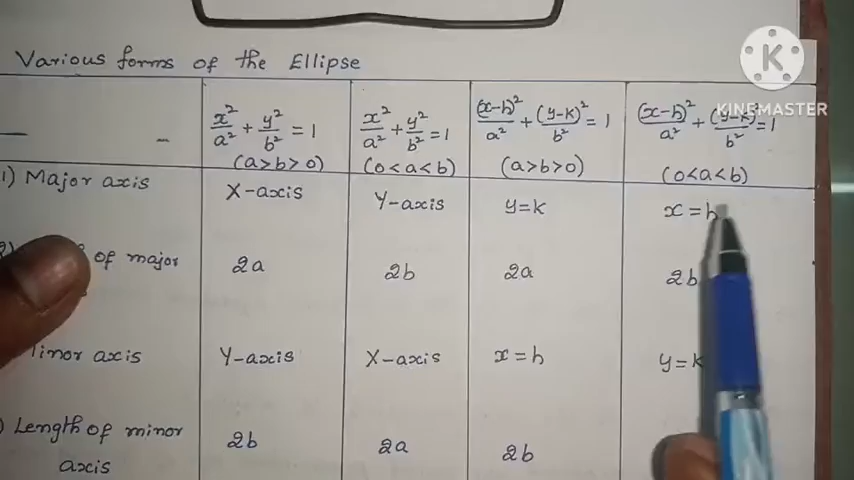 KINEMASTER
Various forms of the Ellipse
x²/a² + y²/b² = 1
(a>b>0)
x²/a² + y²/b² = 1
(0<a<b)
(x-h)²/a² + (y-k)²/b² = 1
(a>b>0)
(x-h)²/a² + (y-k)²/b² = 1
(0<a<b)
1) Major axis
X-axis
Y-axis
y=k
x=h
of major
2a
2b
2a
2b
minor axis
Y-axis
X-axis
x=h
y=k
Length of minor
axis
2b
2a
2b